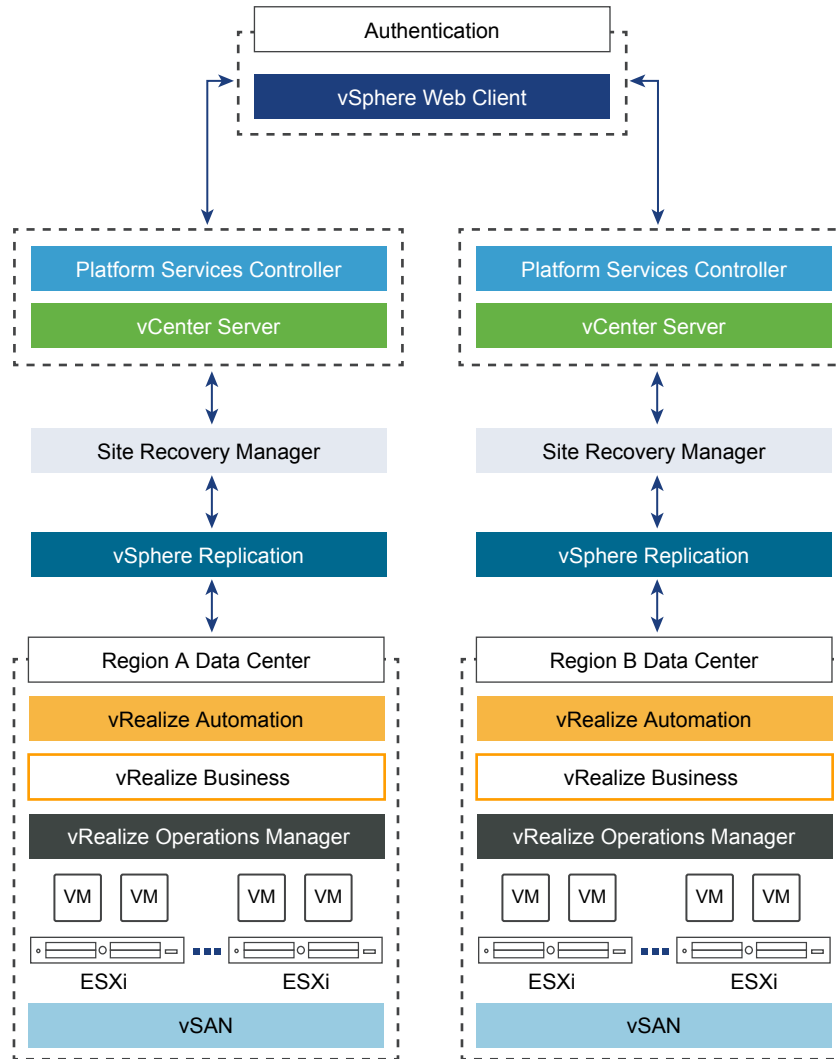 Authentication
vSphere Web Client
Platform Services Controller
vCenter Server
Site Recovery Manager
vSphere Replication
Region A Data Center
vRealize Automation
vRealize Business
vRealize Operations Manager
VM VM VM VM
ESXi ESXi
vSAN
Platform Services Controller
vCenter Server
Site Recovery Manager
vSphere Replication
Region B Data Center
vRealize Automation
vRealize Business
vRealize Operations Manager
VM VM VM VM
ESXi ESXi
vSAN